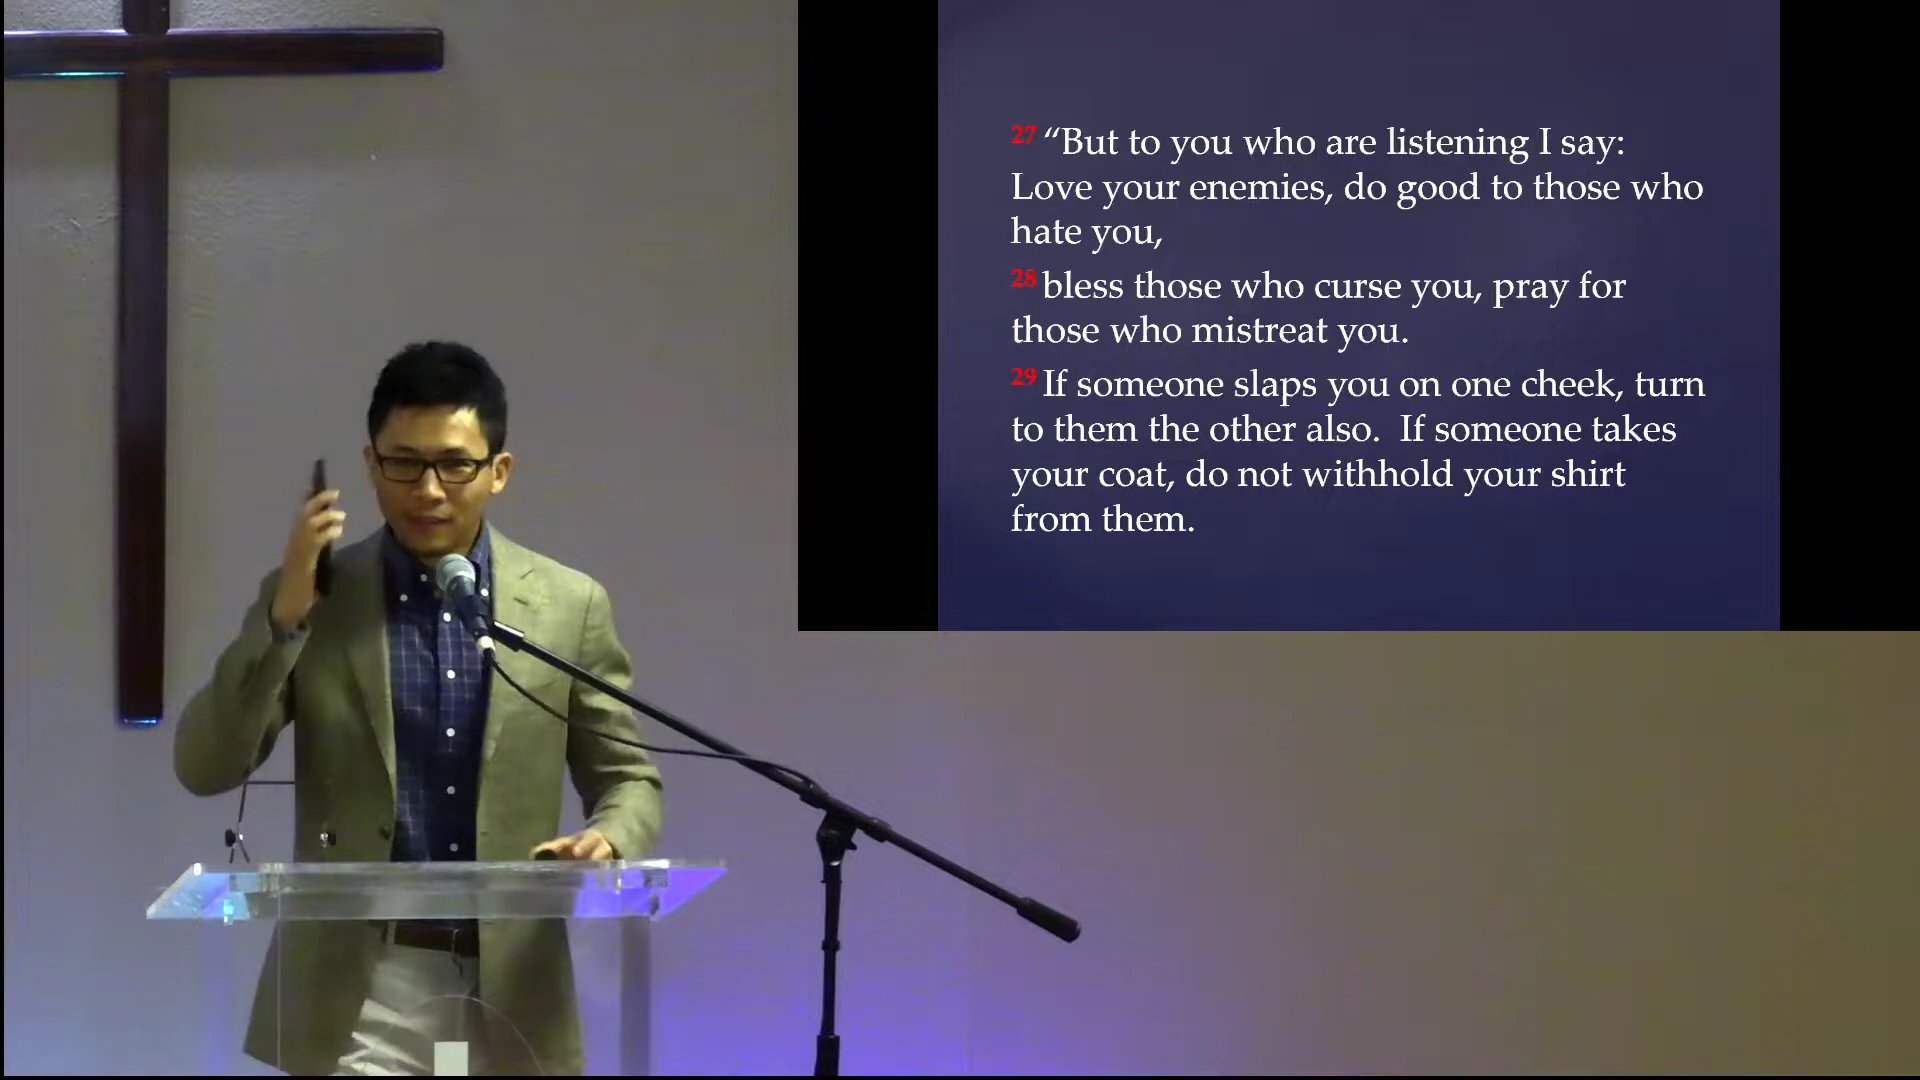 27 “But to you who are listening I say:
Love your enemies, do good to those who
hate you,
28 bless those who curse you, pray for
those who mistreat you.
29 If someone slaps you on one cheek, turn
to them the other also.  If someone takes
your coat, do not withhold your shirt
from them.